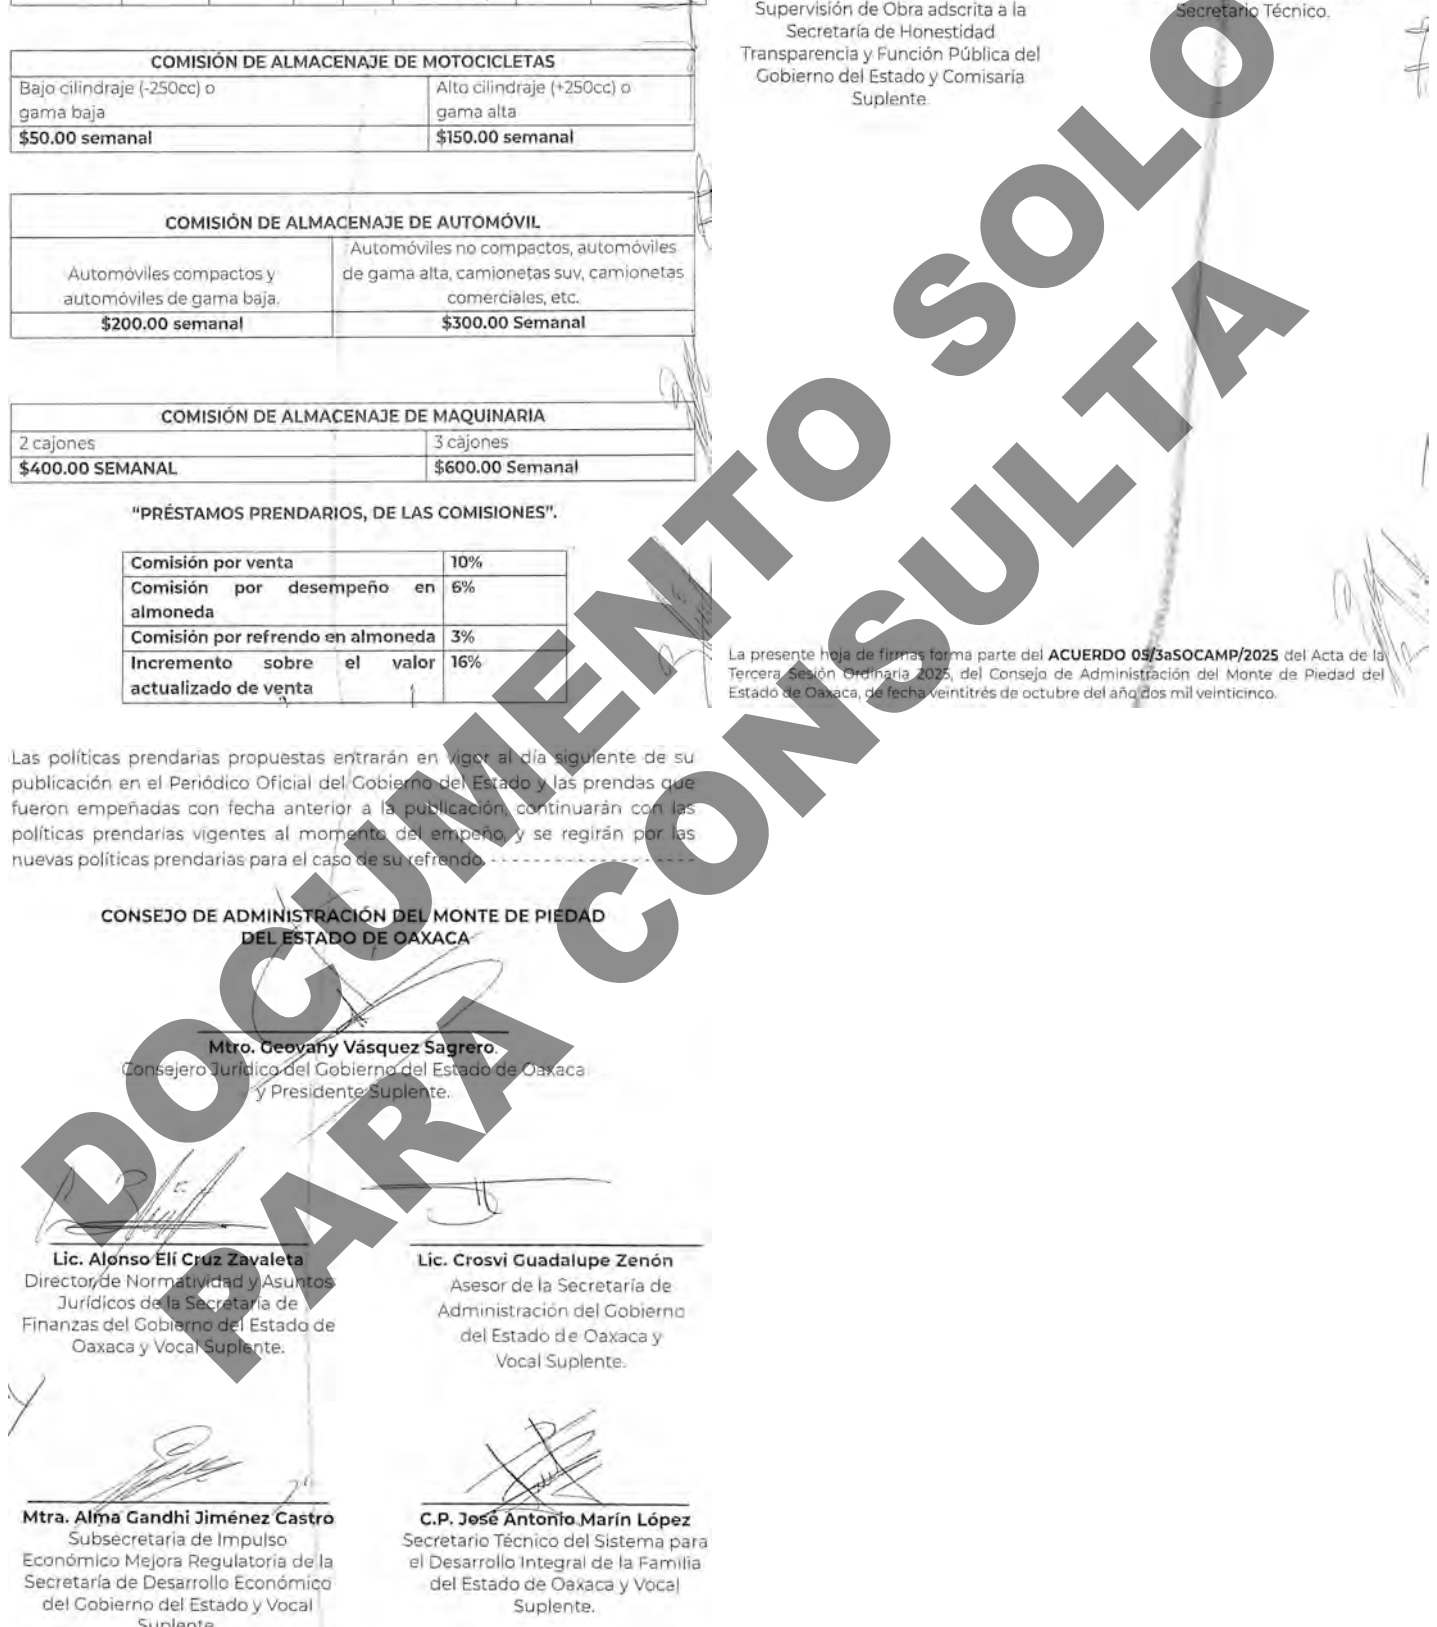 COMISIÓN DE ALMACENAJE DE MOTOCICLETAS
Bajo cilindraje (-250cc) o
gama baja
Alto cilindraje (+250cc) o
gama alta
$50.00 semanal
$150.00 semanal
COMISIÓN DE ALMACENAJE DE AUTOMÓVIL
Automóviles compactos y
automóviles de gama baja.
Automóviles no compactos, automóviles
de gama alta, camionetas suv, camionetas
comerciales, etc.
$200.00 semanal
$300.00 Semanal
COMISIÓN DE ALMACENAJE DE MAQUINARIA
2 cajones
3 cajones
$400.00 SEMANAL
$600.00 Semanal
"PRÉSTAMOS PRENDARIOS, DE LAS COMISIONES".
Comisión por venta 10%
Comisión por desempeño en 6%
almoneda
Comisión por refrendo en almoneda 3%
Incremento sobre el valor 16%
actualizado de venta
Las políticas prendarias propuestas entrarán en vigor al día siguiente de su
publicación en el Periódico Oficial del Gobierno del Estado y las prendas que
fueron empeñadas con fecha anterior a la publicación, continuarán con las
políticas prendarias vigentes al momento del empeño, y se regirán por las
nuevas políticas prendarias para el caso de su refrendo. - - - - - - - - - - - - - - - - - - - -
CONSEJO DE ADMINISTRACIÓN DEL MONTE DE PIEDAD
DEL ESTADO DE OAXACA
Mtro. Geovany Vásquez Sagrero.
Consejero Jurídico del Gobierno del Estado de Oaxaca
y Presidente Suplente.
Lic. Alonso Elí Cruz Zavaleta
Director de Normatividad y Asuntos
Jurídicos de la Secretaría de
Finanzas del Gobierno del Estado de
Oaxaca y Vocal Suplente.
Lic. Crosvi Guadalupe Zenón
Asesor de la Secretaría de
Administración del Gobierno
del Estado de Oaxaca y
Vocal Suplente.
Mtra. Alma Gandhi Jiménez Castro
Subsecretaria de Impulso
Económico Mejora Regulatoria de la
Secretaría de Desarrollo Económico
del Gobierno del Estado y Vocal
Suplente
C.P. José Antonio Marín López
Secretario Técnico del Sistema para
el Desarrollo Integral de la Familia
del Estado de Oaxaca y Vocal
Suplente.
Supervisión de Obra adscrita a la
Secretaría de Honestidad
Transparencia y Función Pública del
Gobierno del Estado y Comisaria
Suplente
Secretario Técnico.
La presente hoja de firmas forma parte del ACUERDO 05/3aSOCAMP/2025 del Acta de la
Tercera Sesión Ordinaria 2025, del Consejo de Administración del Monte de Piedad del
Estado de Oaxaca, de fecha veintitrés de octubre del año dos mil veinticinco.
DOCUMENTO SOLO
PARA CONSULTA